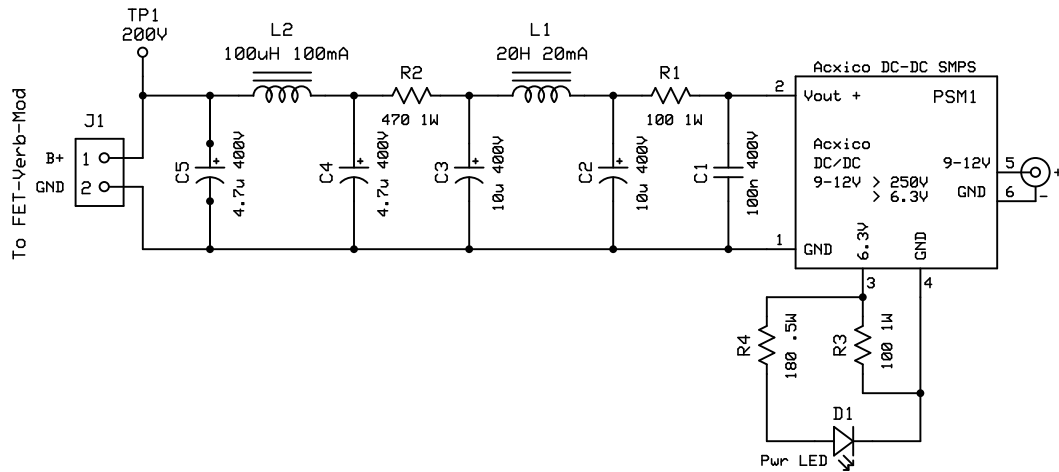 TP1
200V
L2
100uH 100mA
L1
20H 20mA
Acxico DC-DC SMPS
R2
470 1W
R1
100 1W
2
Vout +
PSM1
J1
B+
1
GND
2
C5
4.7u 400V
+
C4
4.7u 400V
+
C3
10u 400V
+
C2
10u 400V
+
C1
100n 400V
Acxico
DC/DC
9-12V > 250V
> 6.3V
9-12V
5
+
GND
6
-
To FET-Verb-Mod
1
GND
6.3V
GND
3
4
R4
180 .5W
R3
100 1W
D1
Pwr LED